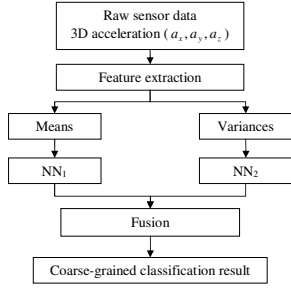 Raw sensor data
3D acceleration (a_x, a_y, a_z)
Feature extraction
Means
Variances
NN₁
NN₂
Fusion
Coarse-grained classification result